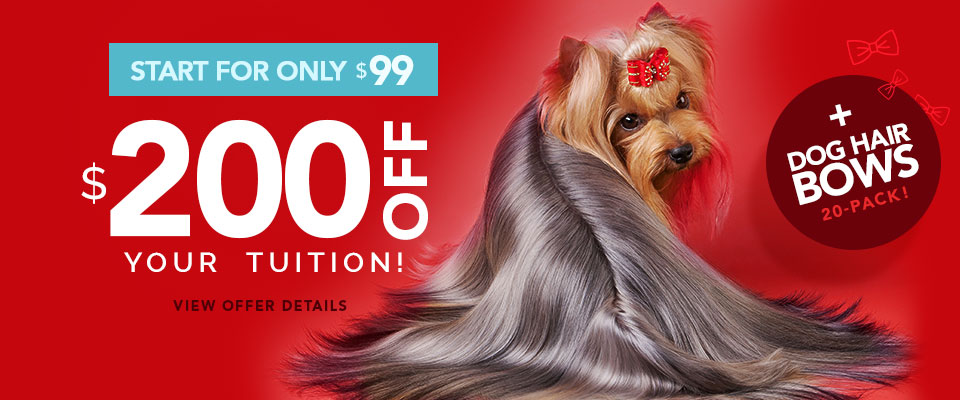 START FOR ONLY $99
$200 OFF
YOUR TUITION!
VIEW OFFER DETAILS
+
DOG HAIR
BOWS
20-PACK!